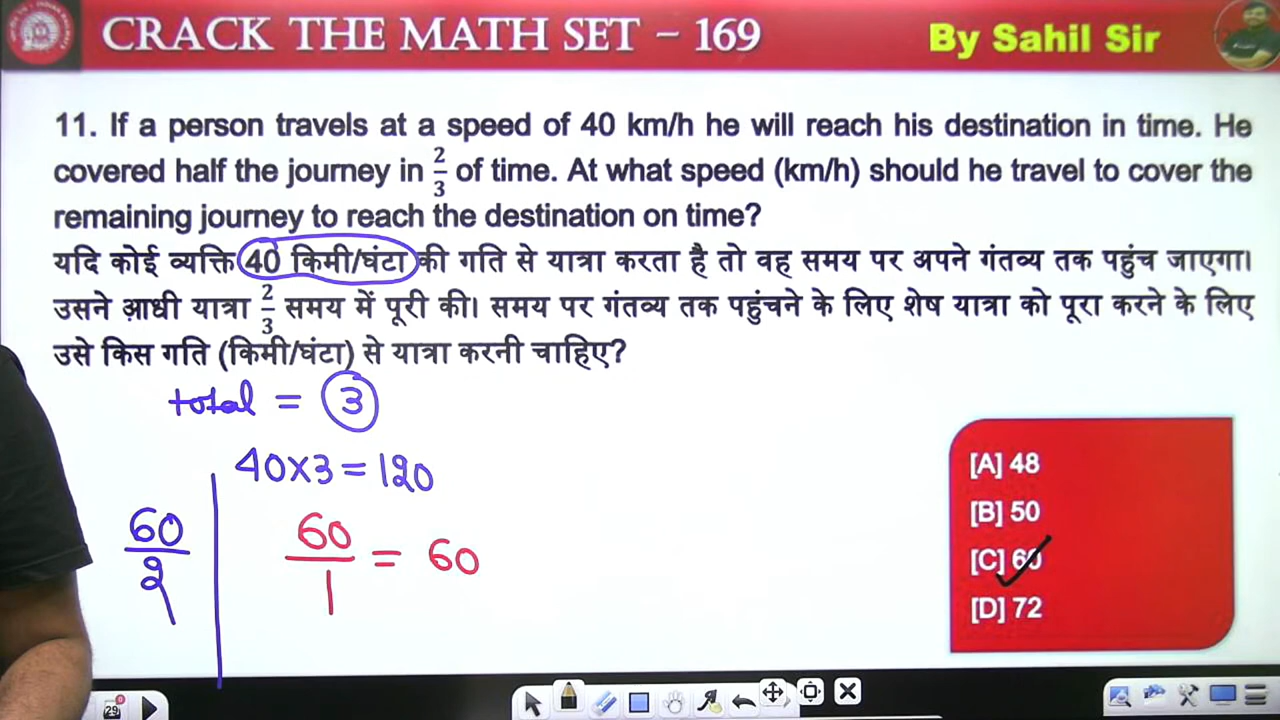 CRACK THE MATH SET – 169
By Sahil Sir
11. If a person travels at a speed of 40 km/h he will reach his destination in time. He
covered half the journey in 2/3 of time. At what speed (km/h) should he travel to cover the
remaining journey to reach the destination on time?
यदि कोई व्यक्ति 40 किमी/घंटा की गति से यात्रा करता है तो वह समय पर अपने गंतव्य तक पहुंच जाएगा।
उसने आधी यात्रा 2/3 समय में पूरी की। समय पर गंतव्य तक पहुंचने के लिए शेष यात्रा को पूरा करने के लिए
उसे किस गति (किमी/घंटा) से यात्रा करनी चाहिए?
total = 3
40×3=120
60/2
60/1 = 60
[A] 48
[B] 50
[C] 60
[D] 72
29